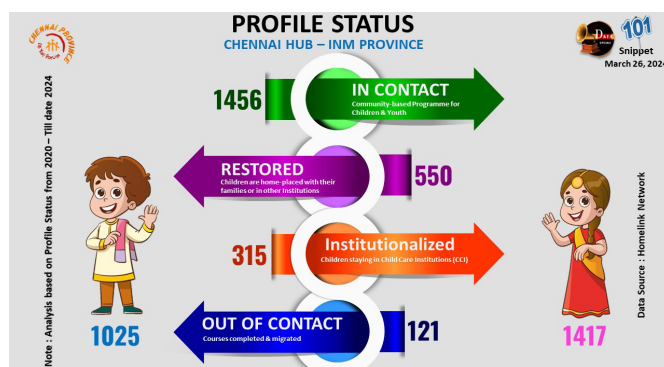 PROFILE STATUS
CHENNAI HUB – INM PROVINCE
CHENNAI PROVINCE
DATA
101
Snippet
March 26, 2024
1456
IN CONTACT
Community-based Programme for
Children & Youth
RESTORED
Children are home-placed with their
families or in other Institutions
550
315
Institutionalized
Children staying in Child Care Institutions (CCI)
OUT OF CONTACT
Courses completed & migrated
121
1025
1417
Note : Analysis based on Profile Status from 2020 – Till date 2024
Data Source : Homelink Network